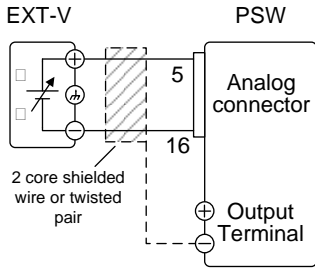 EXT-V
PSW
5
Analog
connector
16
2 core shielded
wire or twisted
pair
Output
Terminal